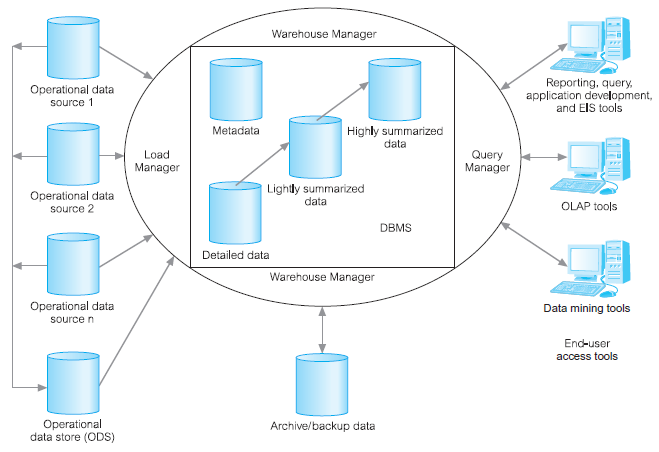 Warehouse Manager
Operational data
source 1
Metadata
Highly summarized
data
Reporting, query,
application development,
and EIS tools
Load
Manager
Query
Manager
Operational data
source 2
Lightly summarized
data
OLAP tools
DBMS
Detailed data
Warehouse Manager
Operational data
source n
Data mining tools
End-user
access tools
Operational
data store (ODS)
Archive/backup data